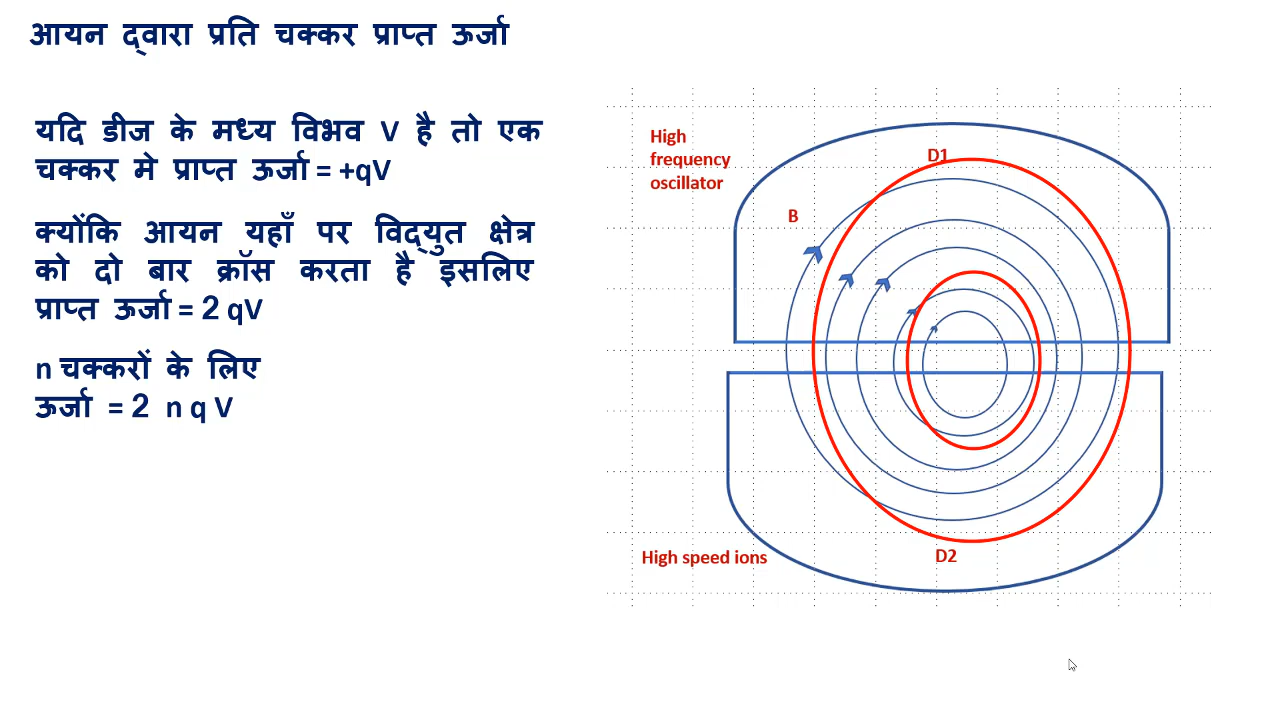 आयन द्वारा प्रति चक्कर प्राप्त ऊर्जा
यदि डीज के मध्य विभव V है तो एक
चक्कर मे प्राप्त ऊर्जा = +qV
क्योंकि आयन यहाँ पर विद्युत क्षेत्र
को दो बार क्रॉस करता है इसलिए
प्राप्त ऊर्जा = 2 qV
n चक्करों के लिए
ऊर्जा = 2 n q V
High
frequency
oscillator
D1
B
High speed ions
D2